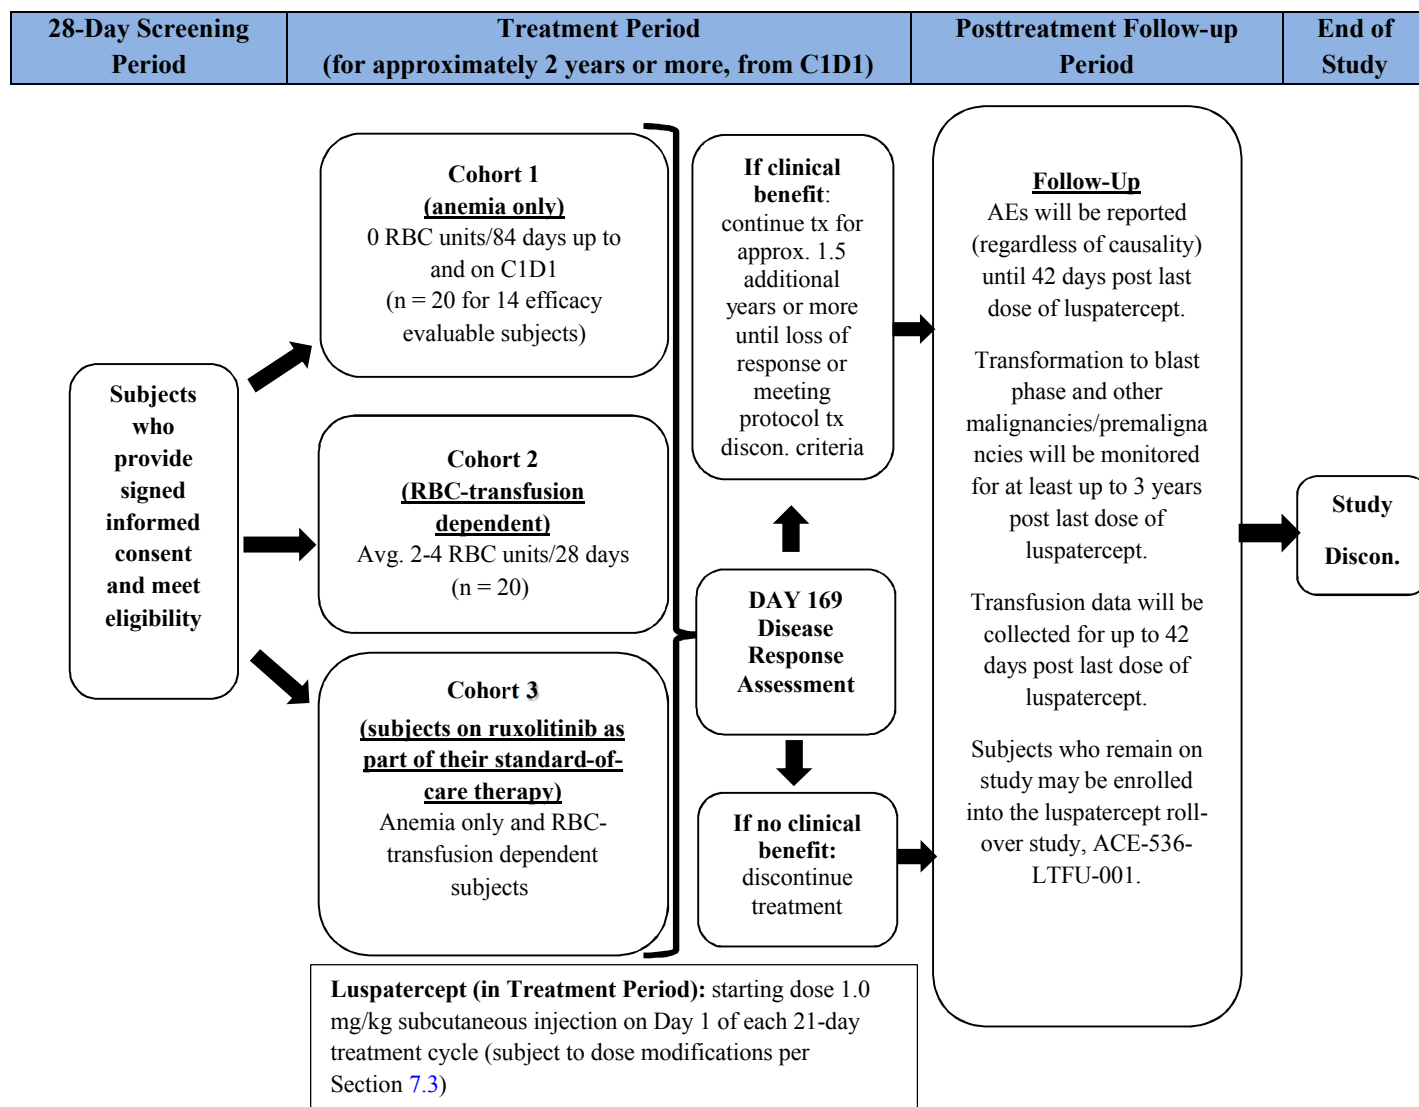 28-Day Screening
Period
Treatment Period
(for approximately 2 years or more, from C1D1)
Posttreatment Follow-up
Period
End of
Study
Subjects
who
provide
signed
informed
consent
and meet
eligibility
Cohort 1
(anemia only)
0 RBC units/84 days up to
and on C1D1
(n = 20 for 14 efficacy
evaluable subjects)
Cohort 2
(RBC-transfusion
dependent)
Avg. 2-4 RBC units/28 days
(n = 20)
Cohort 3
(subjects on ruxolitinib as
part of their standard-of-
care therapy)
Anemia only and RBC-
transfusion dependent
subjects
Luspatercept (in Treatment Period): starting dose 1.0
mg/kg subcutaneous injection on Day 1 of each 21-day
treatment cycle (subject to dose modifications per
Section 7.3)
If clinical
benefit:
continue tx for
approx. 1.5
additional
years or more
until loss of
response or
meeting
protocol tx
discon. criteria
DAY 169
Disease
Response
Assessment
If no clinical
benefit:
discontinue
treatment
Follow-Up
AEs will be reported
(regardless of causality)
until 42 days post last
dose of luspatercept.
Transformation to blast
phase and other
malignancies/premaligna
ncies will be monitored
for at least up to 3 years
post last dose of
luspatercept.
Transfusion data will be
collected for up to 42
days post last dose of
luspatercept.
Subjects who remain on
study may be enrolled
into the luspatercept roll-
over study, ACE-536-
LTFU-001.
Study
Discon.